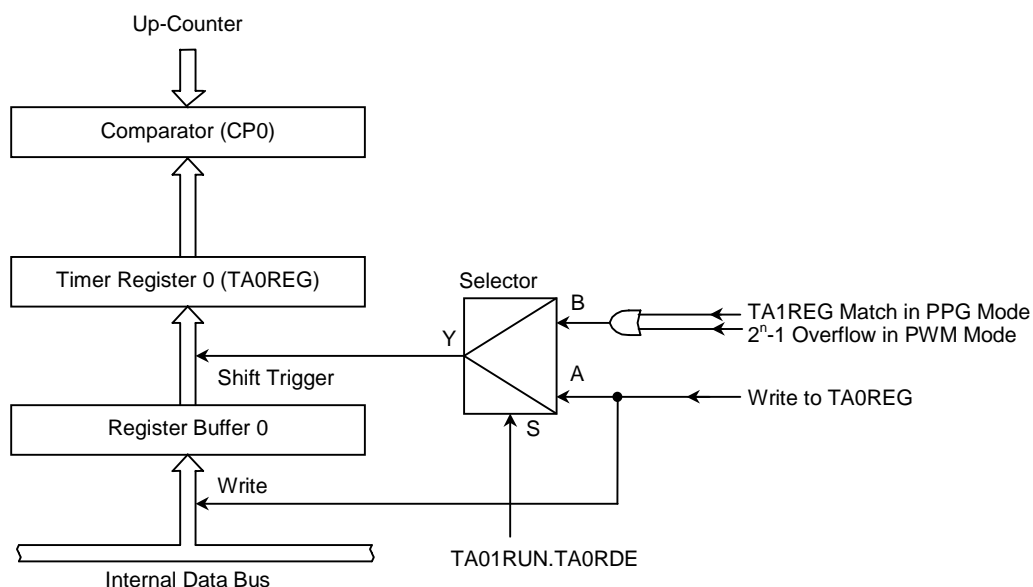 Up-Counter
Comparator (CP0)
Timer Register 0 (TA0REG)
Selector
B
TA1REG Match in PPG Mode
2ⁿ-1 Overflow in PWM Mode
Y
Shift Trigger
A
Write to TA0REG
Register Buffer 0
S
Write
TA01RUN.TA0RDE
Internal Data Bus